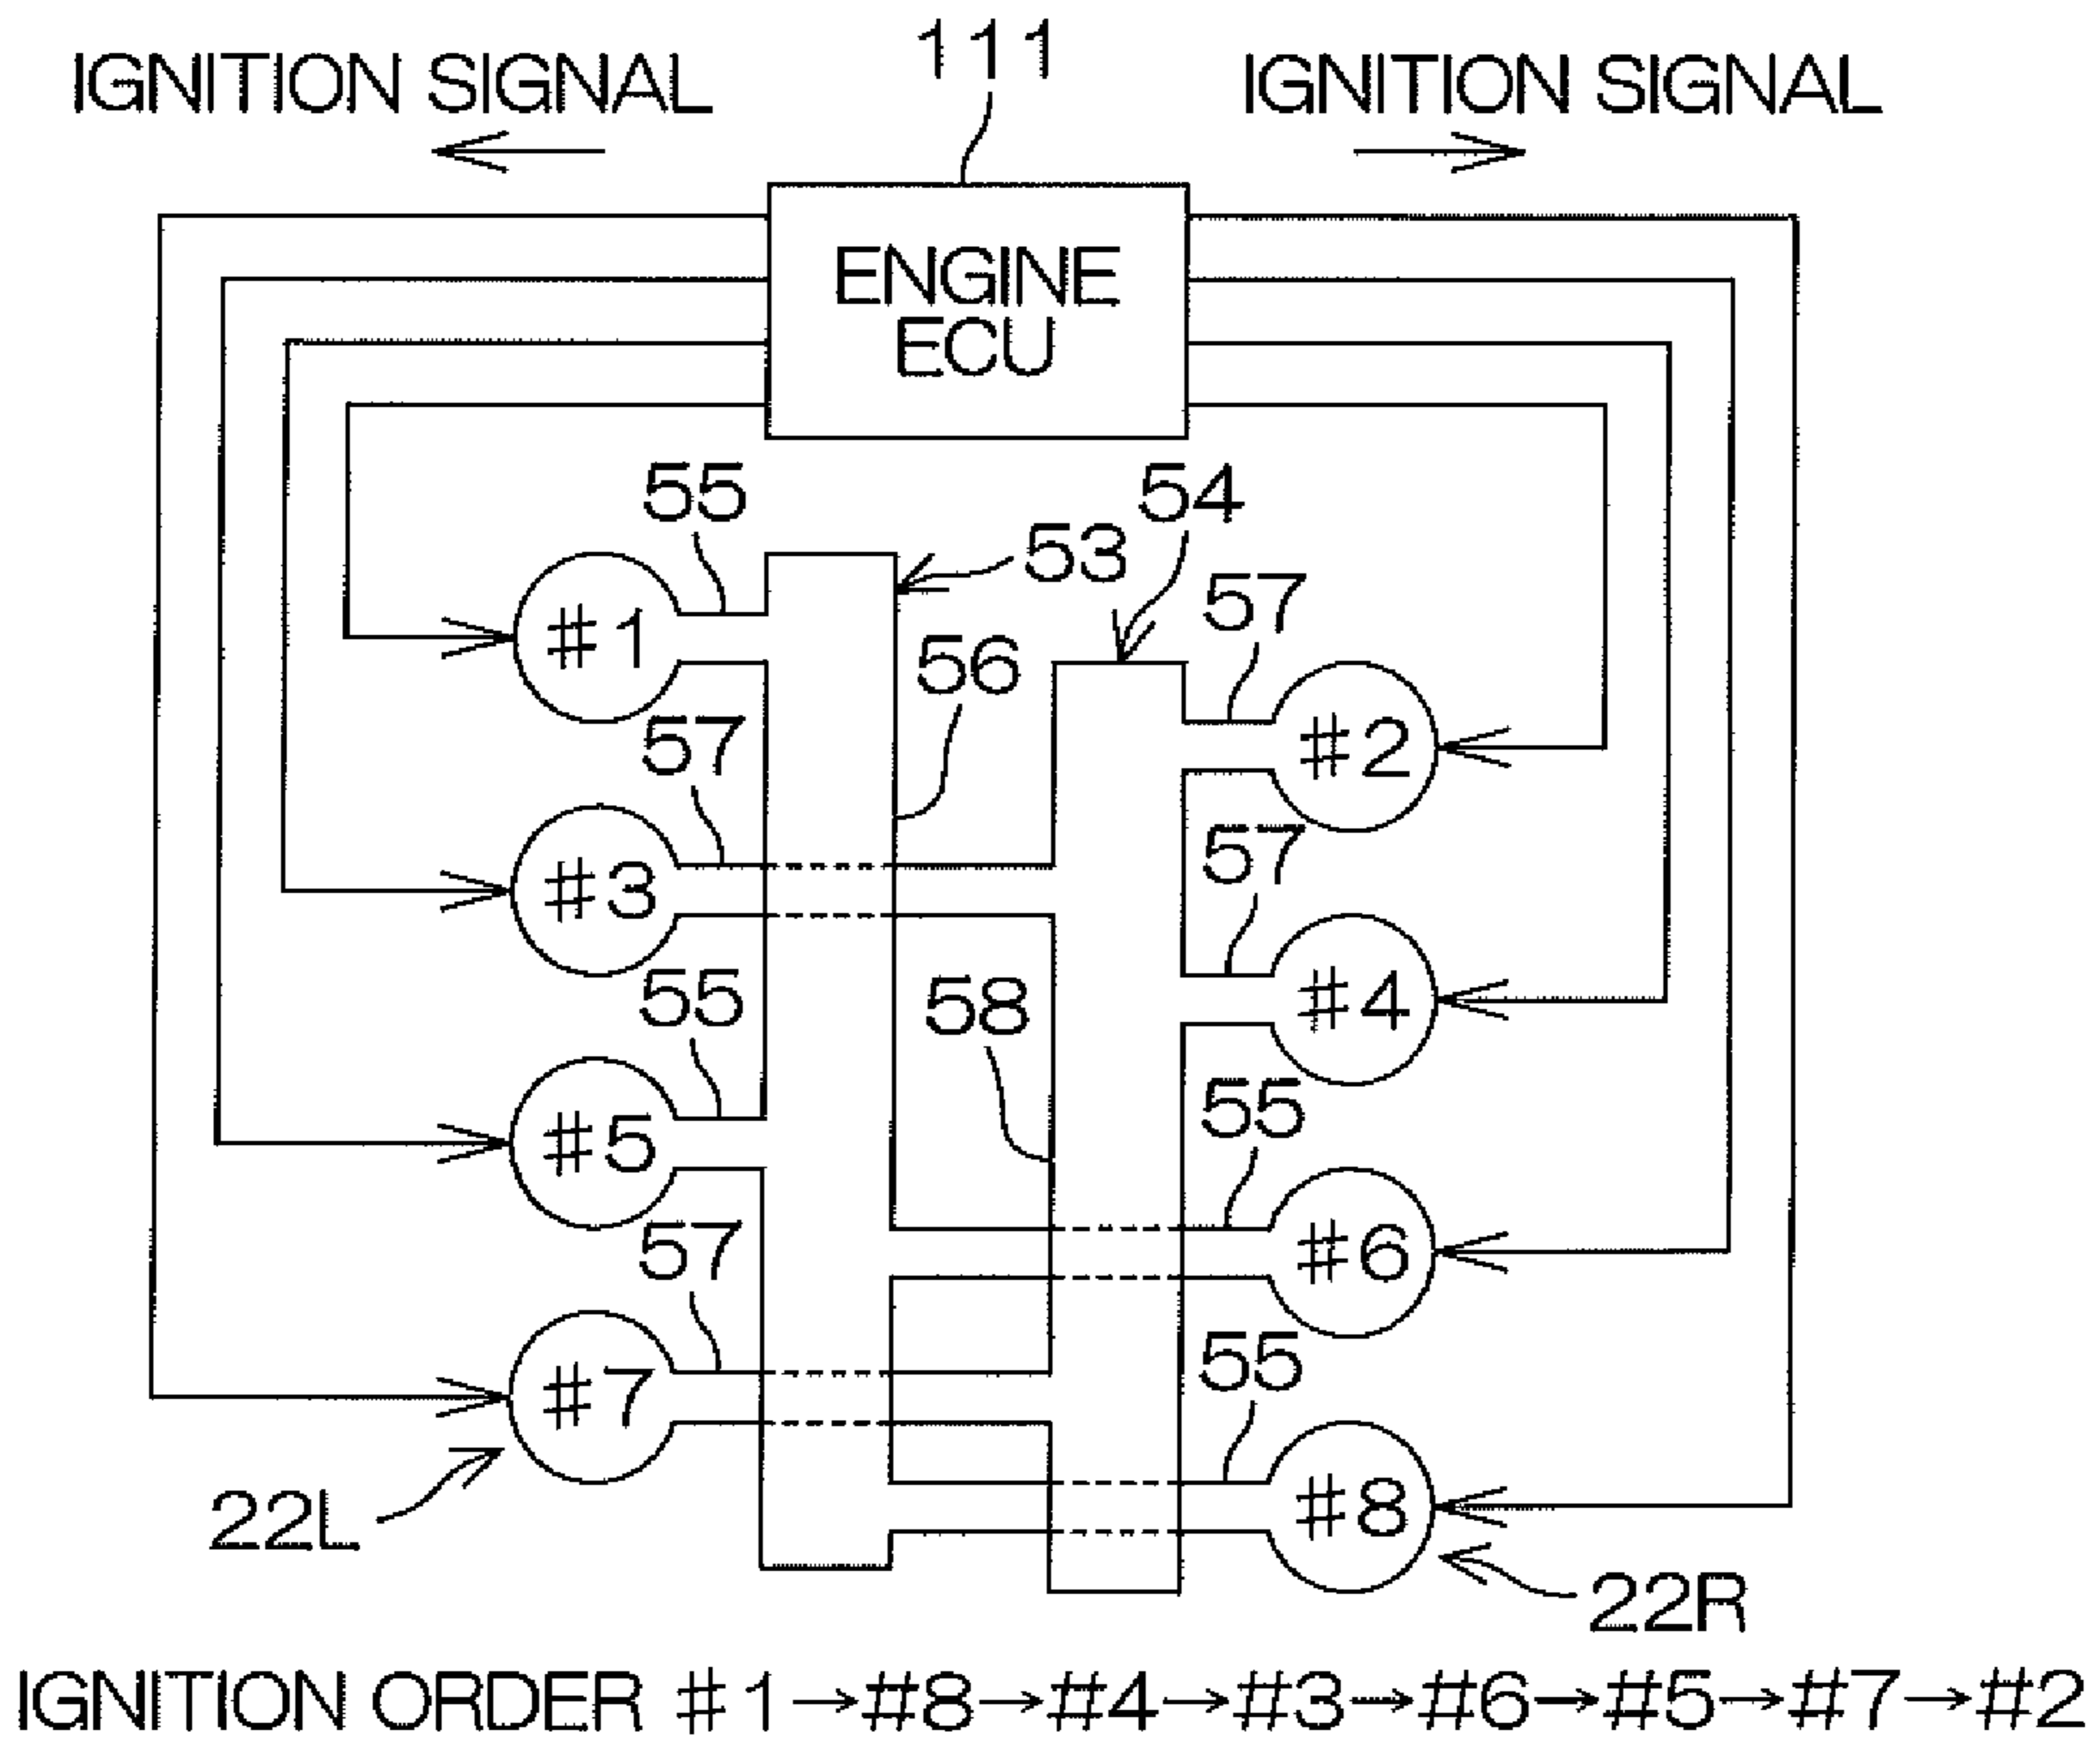 111
IGNITION SIGNAL IGNITION SIGNAL
ENGINE
ECU
55 54
53
57
#1 56
57 #2
57
#3
55 58 #4
55
#5
57 #6
55
#7
22L #8
22R
IGNITION ORDER #1→#8→#4→#3→#6→#5→#7→#2